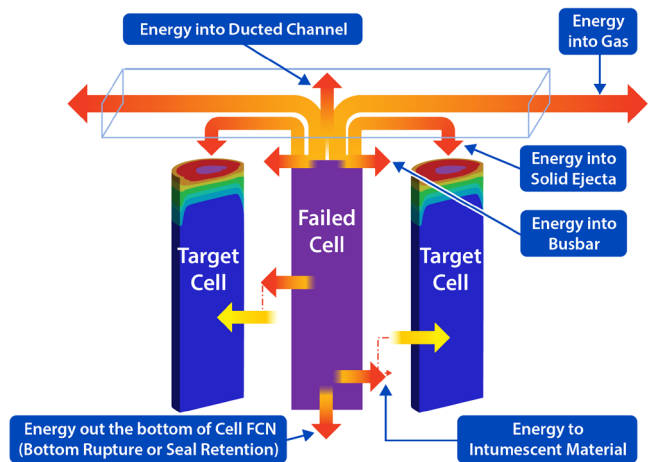 Energy into Ducted Channel
Energy
into Gas
Energy into
Solid Ejecta
Failed
Cell
Energy into
Busbar
Target
Cell
Target
Cell
Energy out the bottom of Cell FCN
(Bottom Rupture or Seal Retention)
Energy to
Intumescent Material